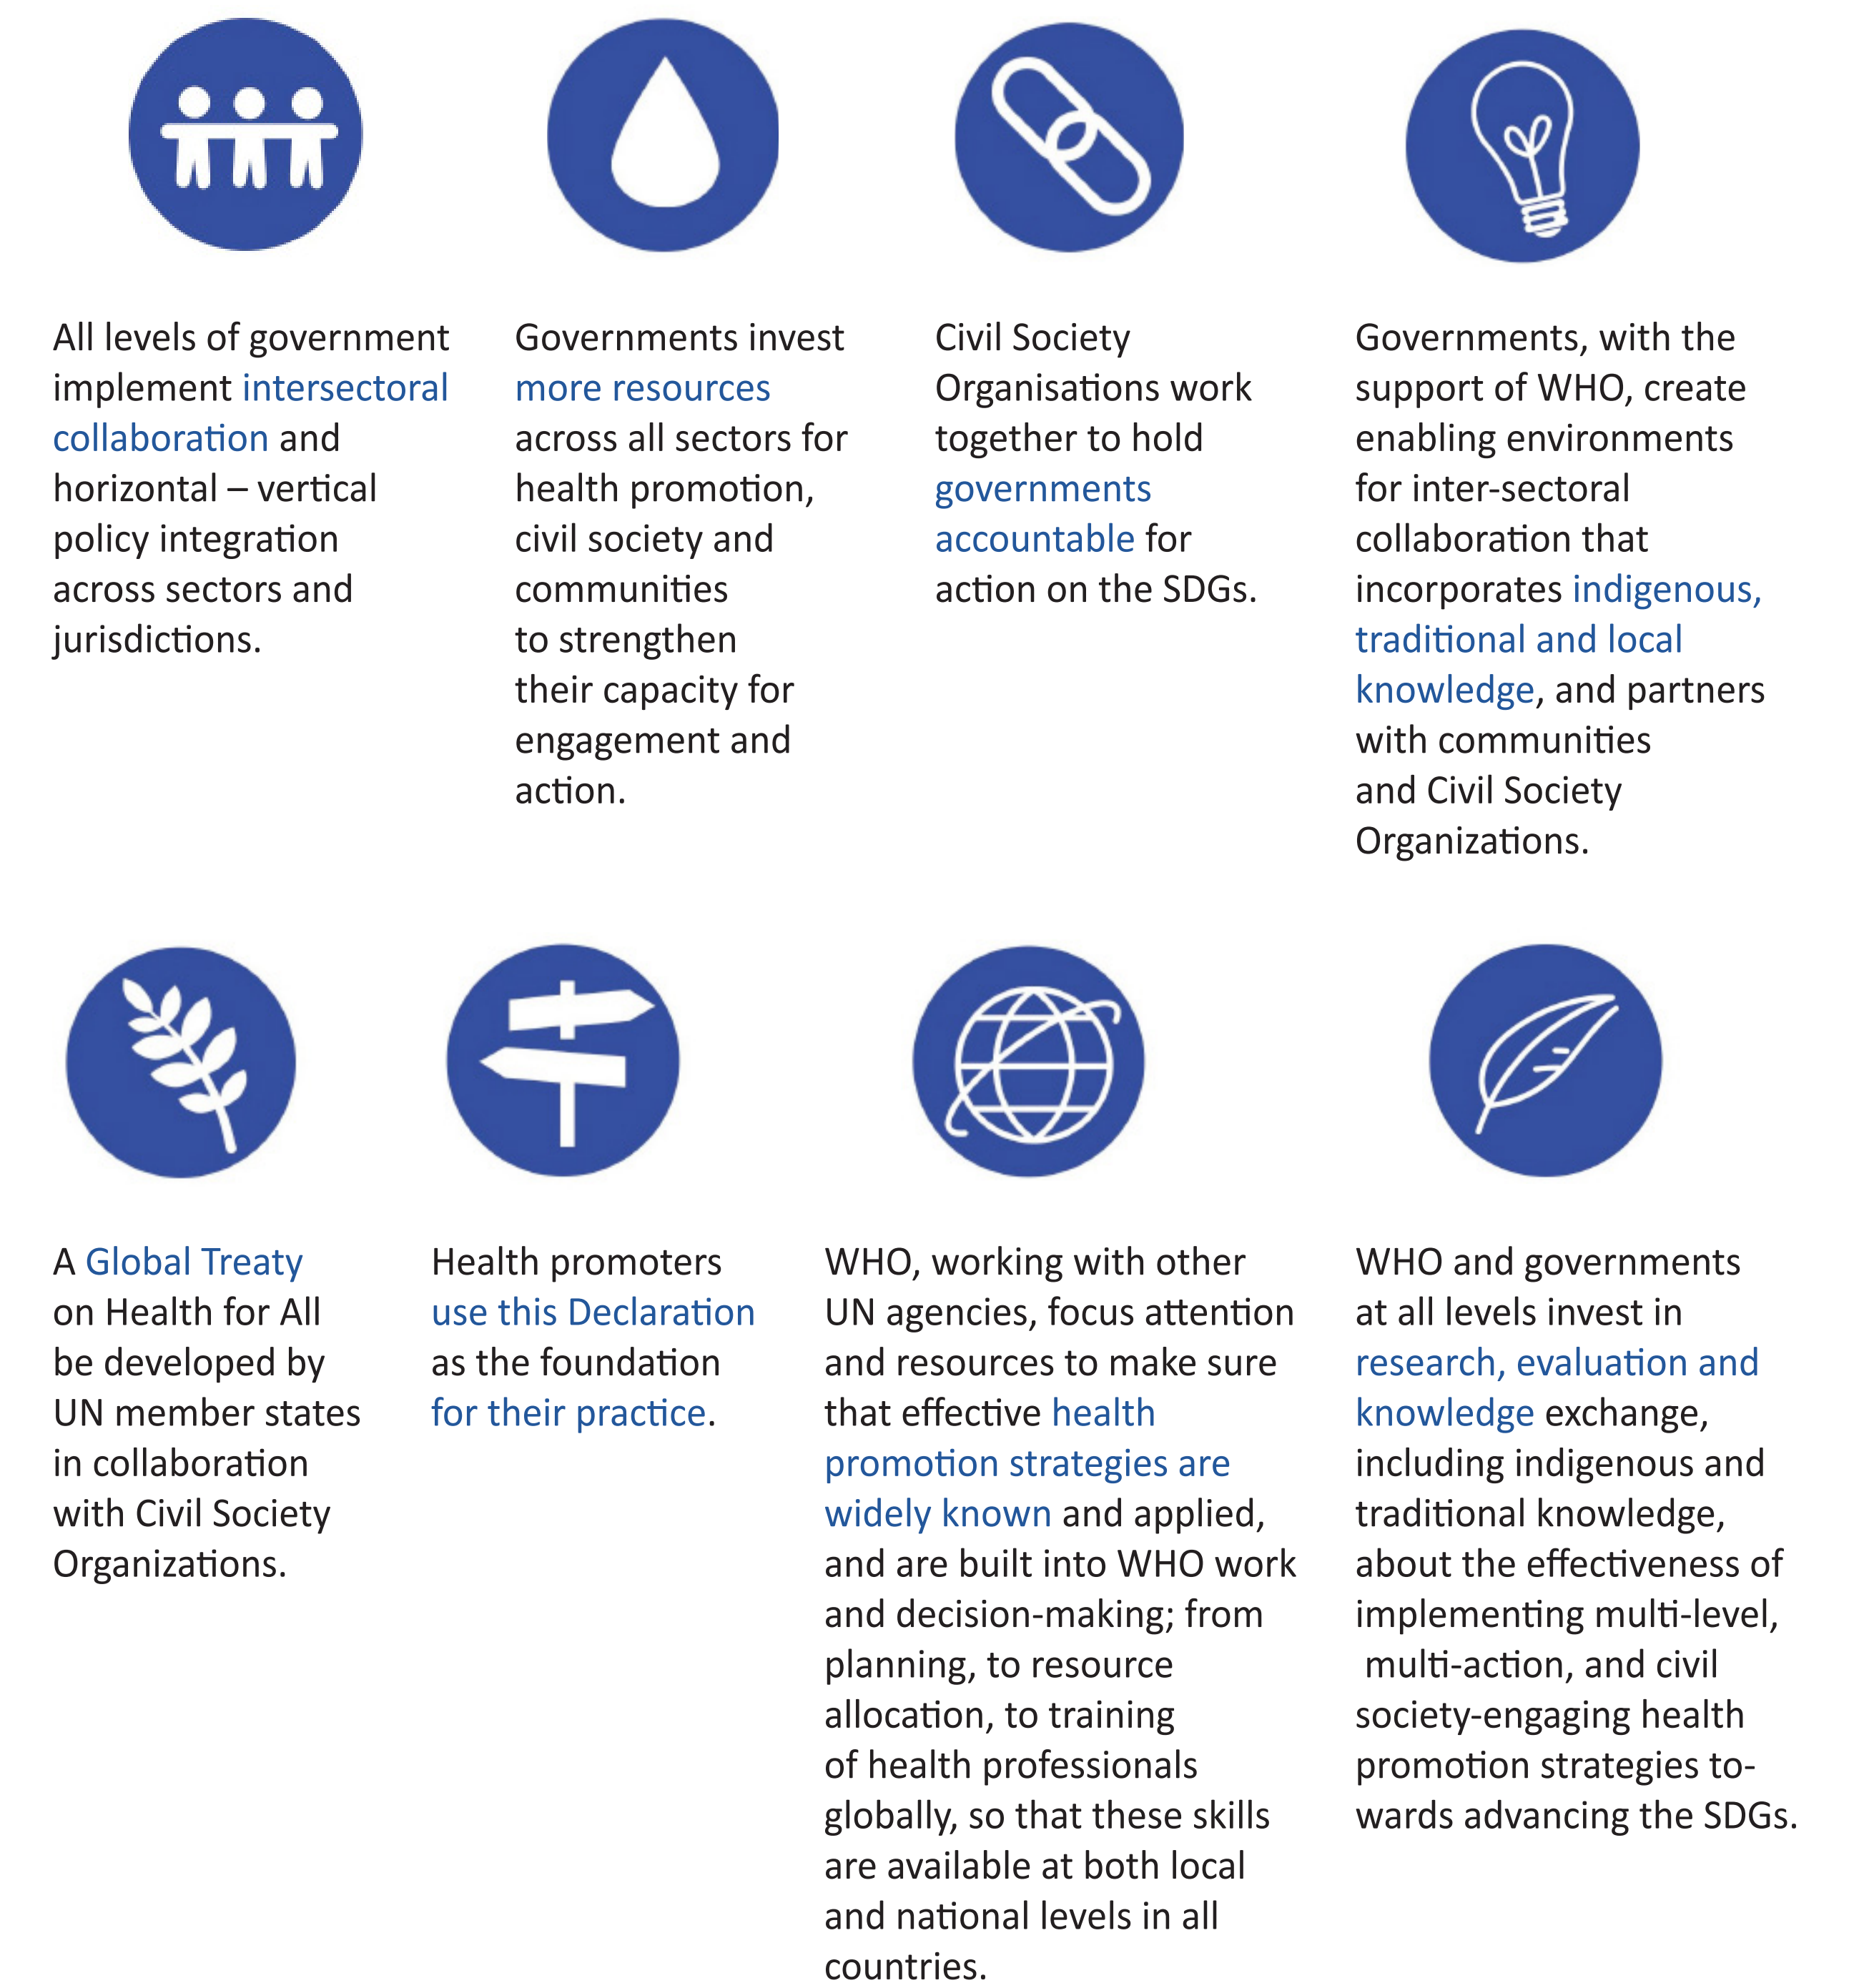 All levels of government
implement intersectoral
collaboration and
horizontal – vertical
policy integration
across sectors and
jurisdictions.
Governments invest
more resources
across all sectors for
health promotion,
civil society and
communities
to strengthen
their capacity for
engagement and
action.
Civil Society
Organisations work
together to hold
governments
accountable for
action on the SDGs.
Governments, with the
support of WHO, create
enabling environments
for inter-sectoral
collaboration that
incorporates indigenous,
traditional and local
knowledge, and partners
with communities
and Civil Society
Organizations.
A Global Treaty
on Health for All
be developed by
UN member states
in collaboration
with Civil Society
Organizations.
Health promoters
use this Declaration
as the foundation
for their practice.
WHO, working with other
UN agencies, focus attention
and resources to make sure
that effective health
promotion strategies are
widely known and applied,
and are built into WHO work
and decision-making; from
planning, to resource
allocation, to training
of health professionals
globally, so that these skills
are available at both local
and national levels in all
countries.
WHO and governments
at all levels invest in
research, evaluation and
knowledge exchange,
including indigenous and
traditional knowledge,
about the effectiveness of
implementing multi-level,
multi-action, and civil
society-engaging health
promotion strategies to-
wards advancing the SDGs.